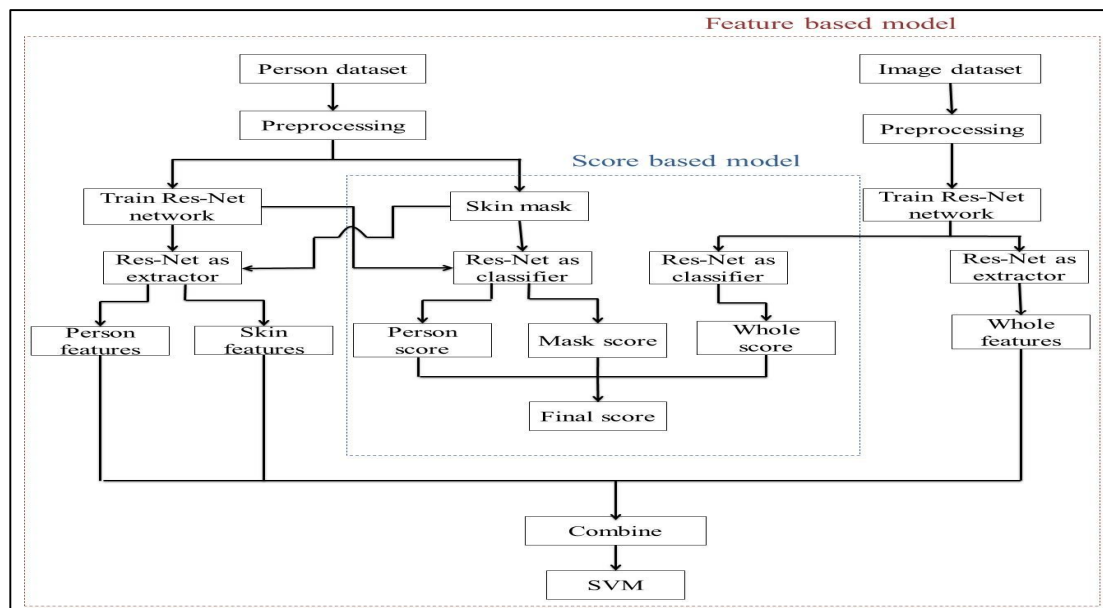 Feature based model
Person dataset
Image dataset
Preprocessing
Preprocessing
Score based model
Train Res-Net
network
Skin mask
Train Res-Net
network
Res-Net as
extractor
Res-Net as
classifier
Res-Net as
classifier
Res-Net as
extractor
Person
features
Skin
features
Person
score
Mask score
Whole
score
Whole
features
Final score
Combine
SVM